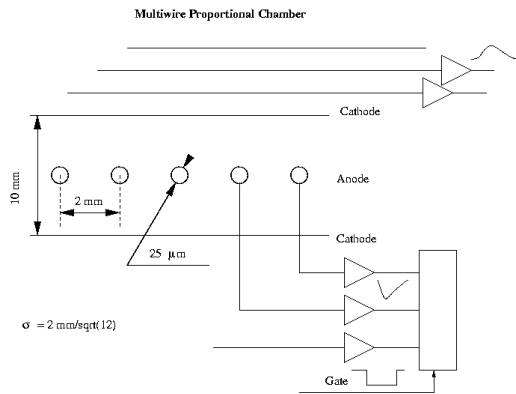 Multiwire Proportional Chamber
Cathode
10 mm
Anode
2 mm
Cathode
25 μm
σ = 2 mm/sqrt(12)
Gate